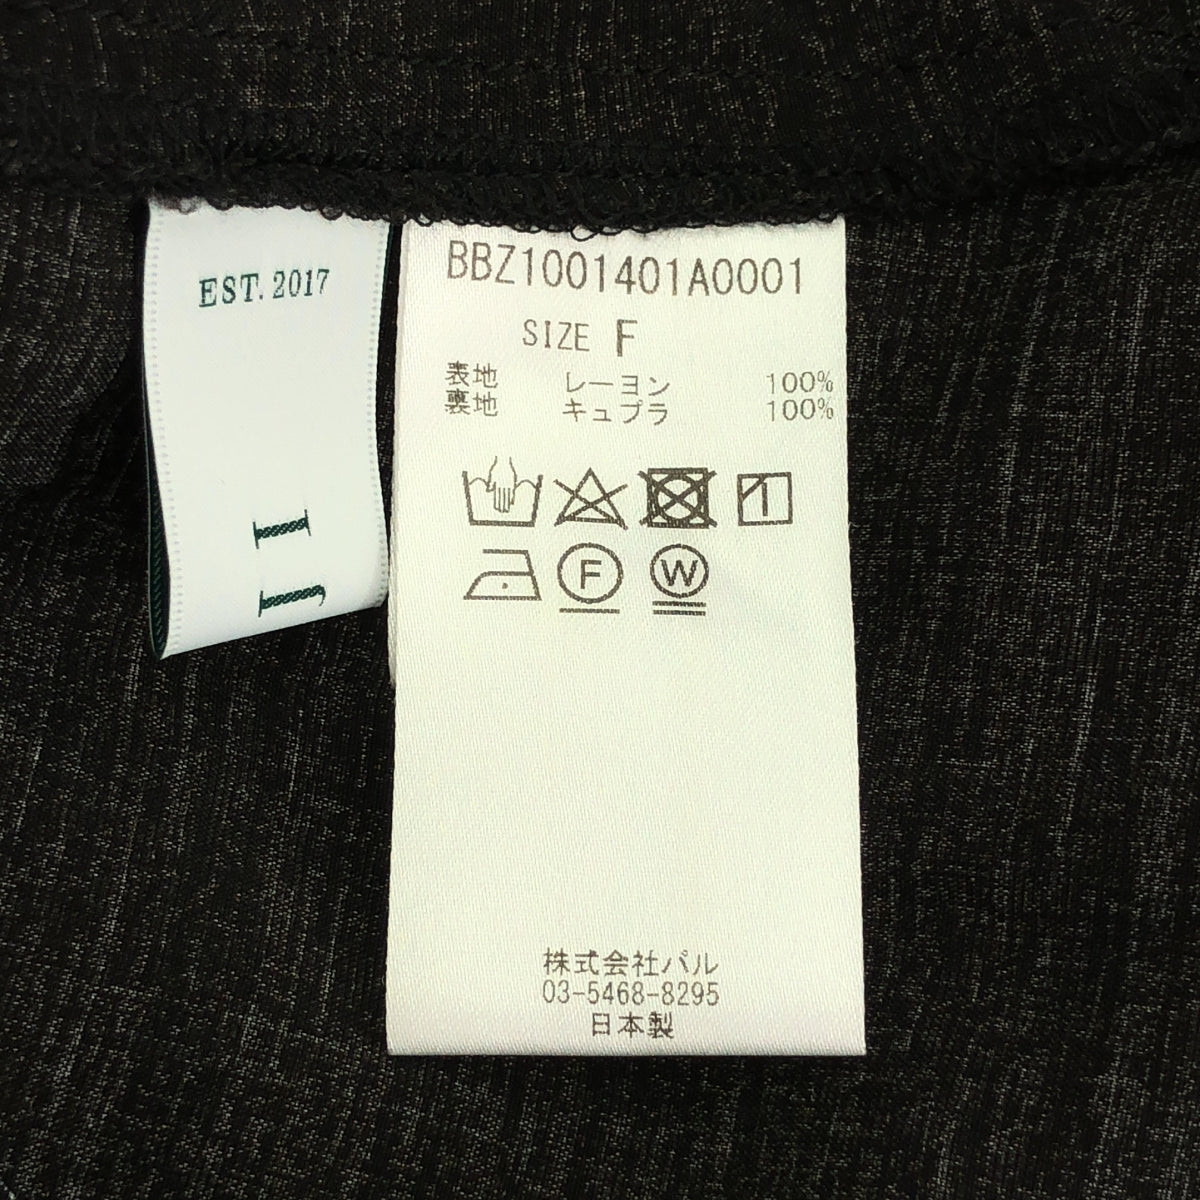 EST. 2017
BBZ1001401A0001
SIZE F
表地 レーヨン 100%
裏地 キュプラ 100%
F W
株式会社パル
03-5468-8295
日本製